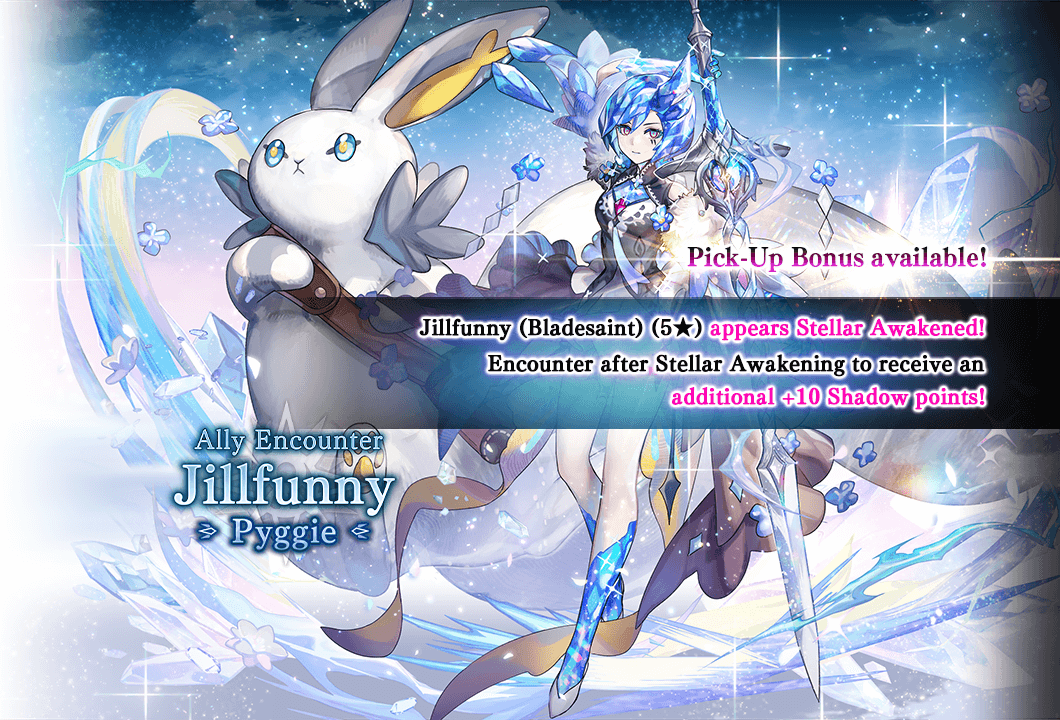 Pick-Up Bonus available!
Jillfunny (Bladesaint) (5★) appears Stellar Awakened!
Encounter after Stellar Awakening to receive an
additional +10 Shadow points!
Ally Encounter
Jillfunny
Pyggie